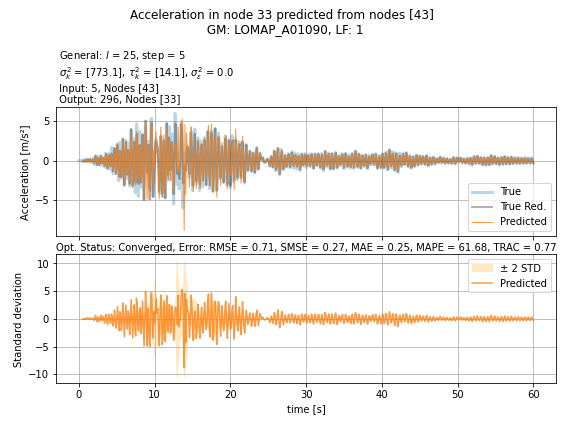 Acceleration in node 33 predicted from nodes [43]
GM: LOMAP_A01090, LF: 1
General: l = 25, step = 5
σ²ₖ = [773.1], τ²ₖ = [14.1], σ²ε = 0.0
Input: 5, Nodes [43]
Output: 296, Nodes [33]
Acceleration [m/s²]
5
0
−5
True
True Red.
Predicted
Opt. Status: Converged, Error: RMSE = 0.71, SMSE = 0.27, MAE = 0.25, MAPE = 61.68, TRAC = 0.77
Standard deviation
10
5
0
−5
−10
± 2 STD
Predicted
0 10 20 30 40 50 60
time [s]